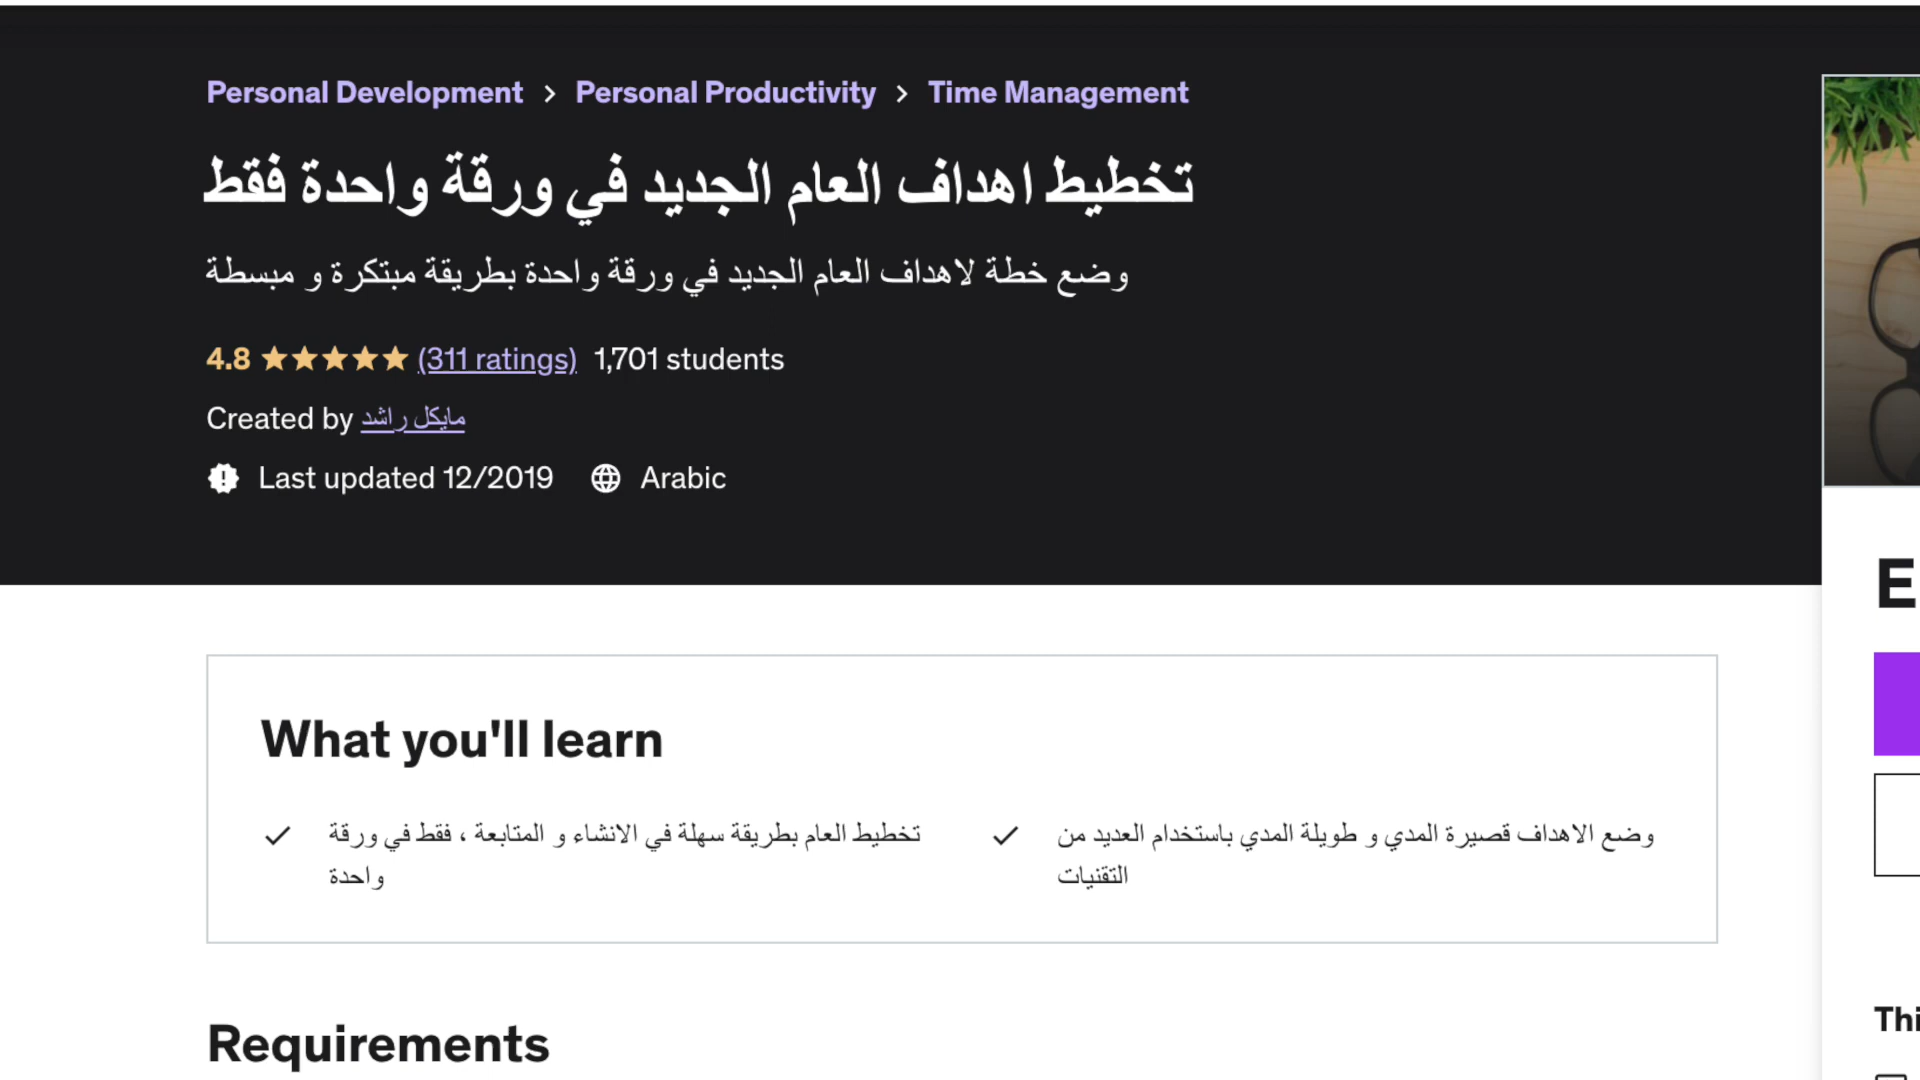 Personal Development > Personal Productivity > Time Management
تخطيط اهداف العام الجديد في ورقة واحدة فقط
وضع خطة لاهداف العام الجديد في ورقة واحدة بطريقة مبتكرة و مبسطة
4.8 ★★★★★ (311 ratings) 1,701 students
Created by مايكل راشد
Last updated 12/2019 Arabic
E
What you'll learn
تخطيط العام بطريقة سهلة في الانشاء و المتابعة ، فقط في ورقة
واحدة
وضع الاهداف قصيرة المدي و طويلة المدي باستخدام العديد من
التقنيات
Thi
Requirements